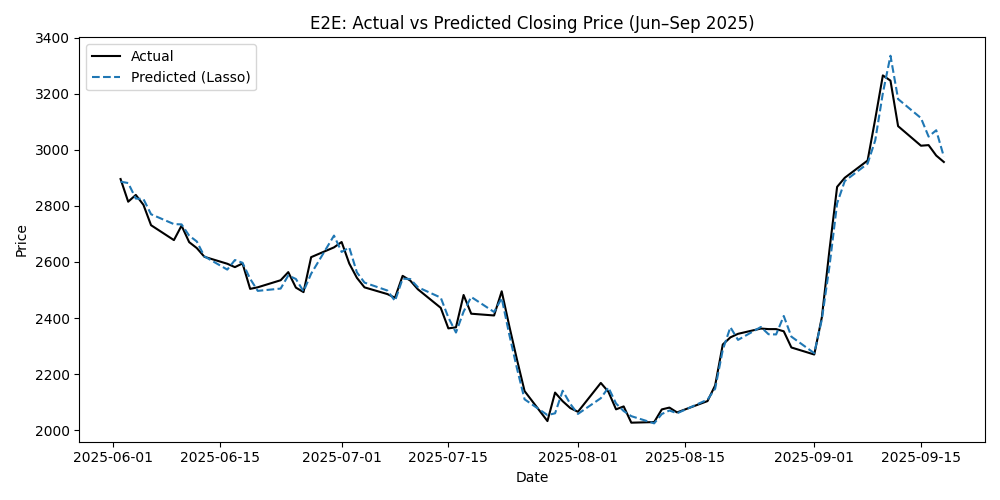 E2E: Actual vs Predicted Closing Price (Jun–Sep 2025)
Actual
Predicted (Lasso)
Price
3400
3200
3000
2800
2600
2400
2200
2000
2025-06-01 2025-06-15 2025-07-01 2025-07-15 2025-08-01 2025-08-15 2025-09-01 2025-09-15
Date